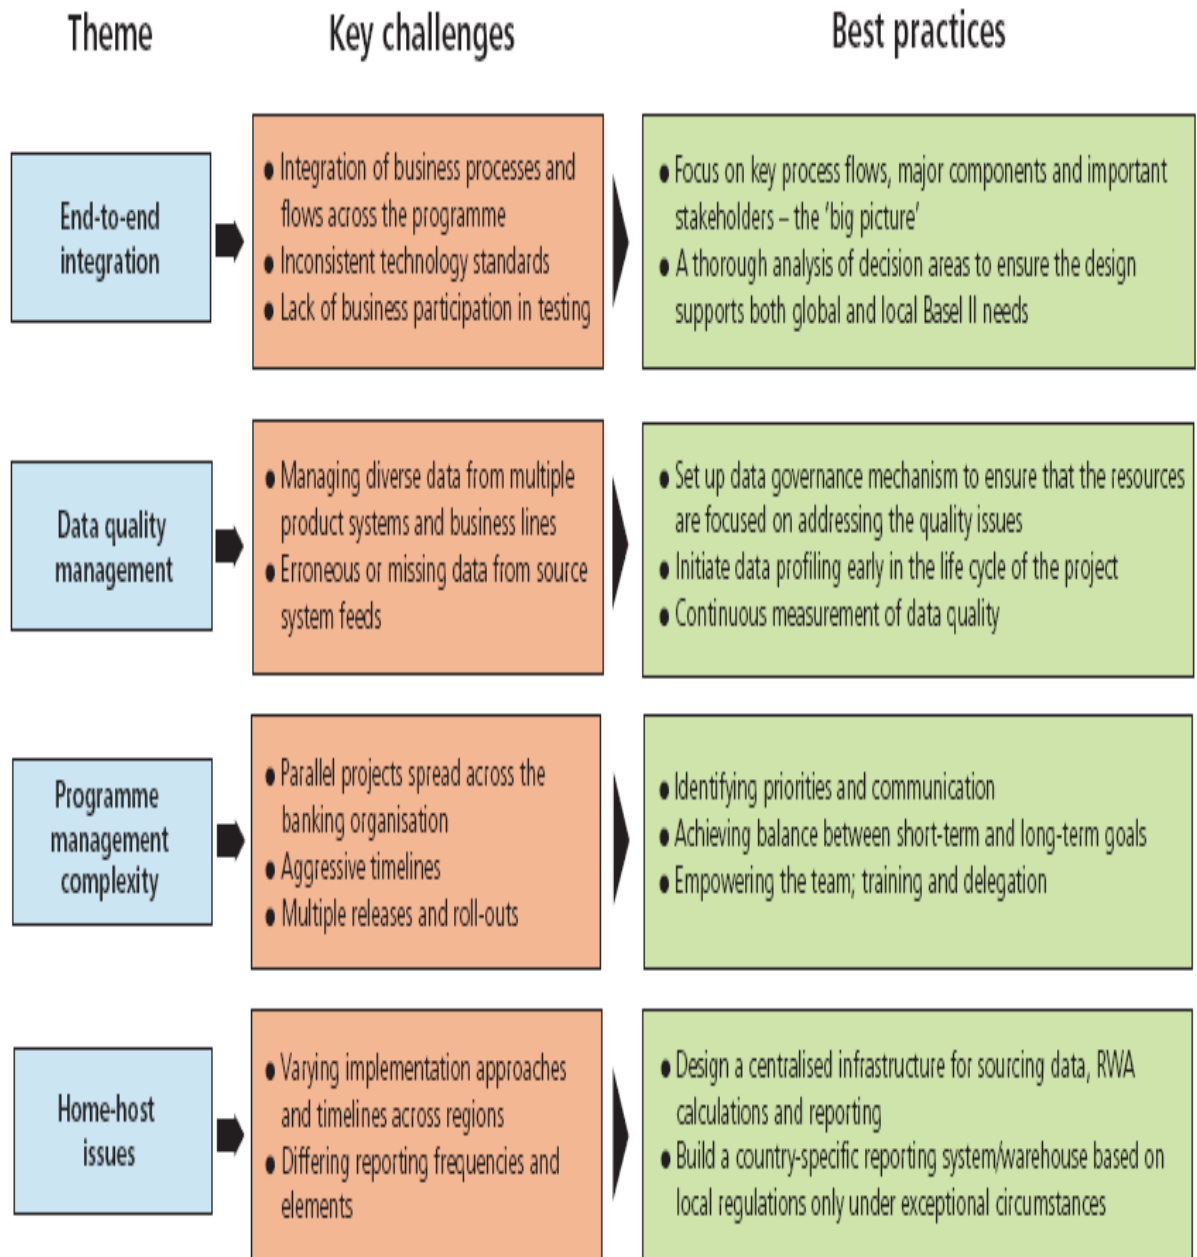 Theme
Key challenges
Best practices
End-to-end
integration
● Integration of business processes and
flows across the programme
● Inconsistent technology standards
● Lack of business participation in testing
● Focus on key process flows, major components and important
stakeholders – the ‘big picture’
● A thorough analysis of decision areas to ensure the design
supports both global and local Basel II needs
Data quality
management
● Managing diverse data from multiple
product systems and business lines
● Erroneous or missing data from source
system feeds
● Set up data governance mechanism to ensure that the resources
are focused on addressing the quality issues
● Initiate data profiling early in the life cycle of the project
● Continuous measurement of data quality
Programme
management
complexity
● Parallel projects spread across the
banking organisation
● Aggressive timelines
● Multiple releases and roll-outs
● Identifying priorities and communication
● Achieving balance between short-term and long-term goals
● Empowering the team; training and delegation
Home-host
issues
● Varying implementation approaches
and timelines across regions
● Differing reporting frequencies and
elements
● Design a centralised infrastructure for sourcing data, RWA
calculations and reporting
● Build a country-specific reporting system/warehouse based on
local regulations only under exceptional circumstances